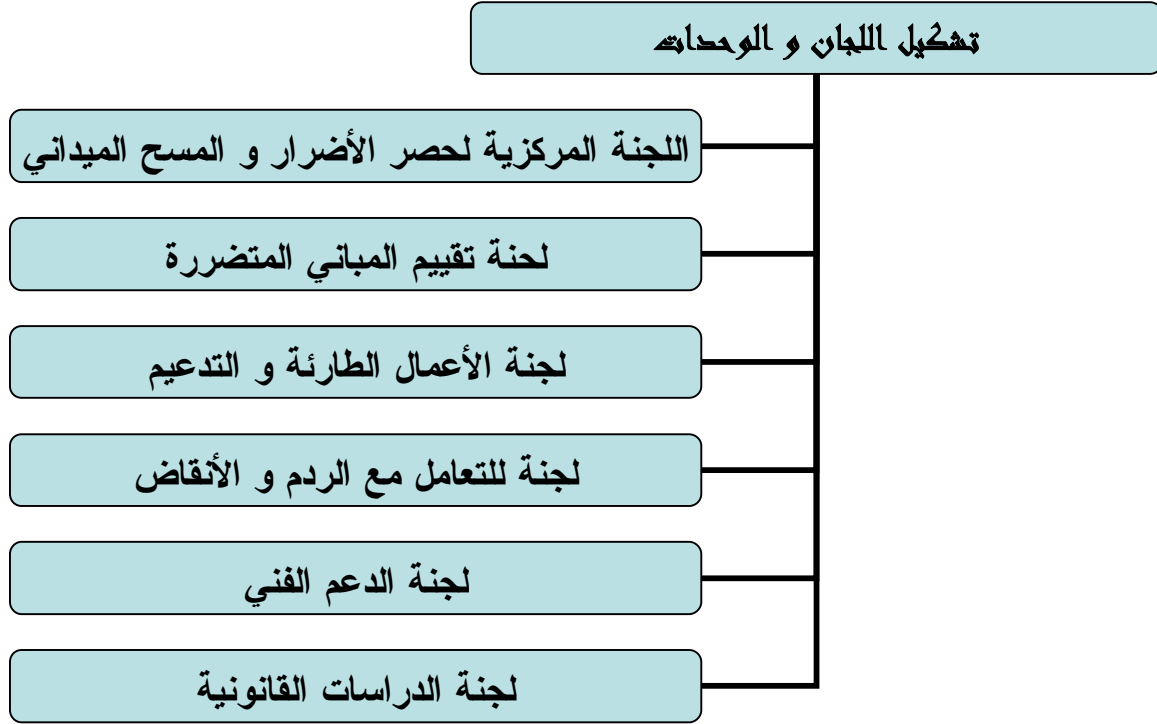 تشكيل اللجان و الوحدات
اللجنة المركزية لحصر الأضرار و المسح الميداني
لحنة تقييم المباني المتضررة
لجنة الأعمال الطارئة و التدعيم
لجنة للتعامل مع الردم و الأنقاض
لجنة الدعم الفني
لجنة الدراسات القانونية